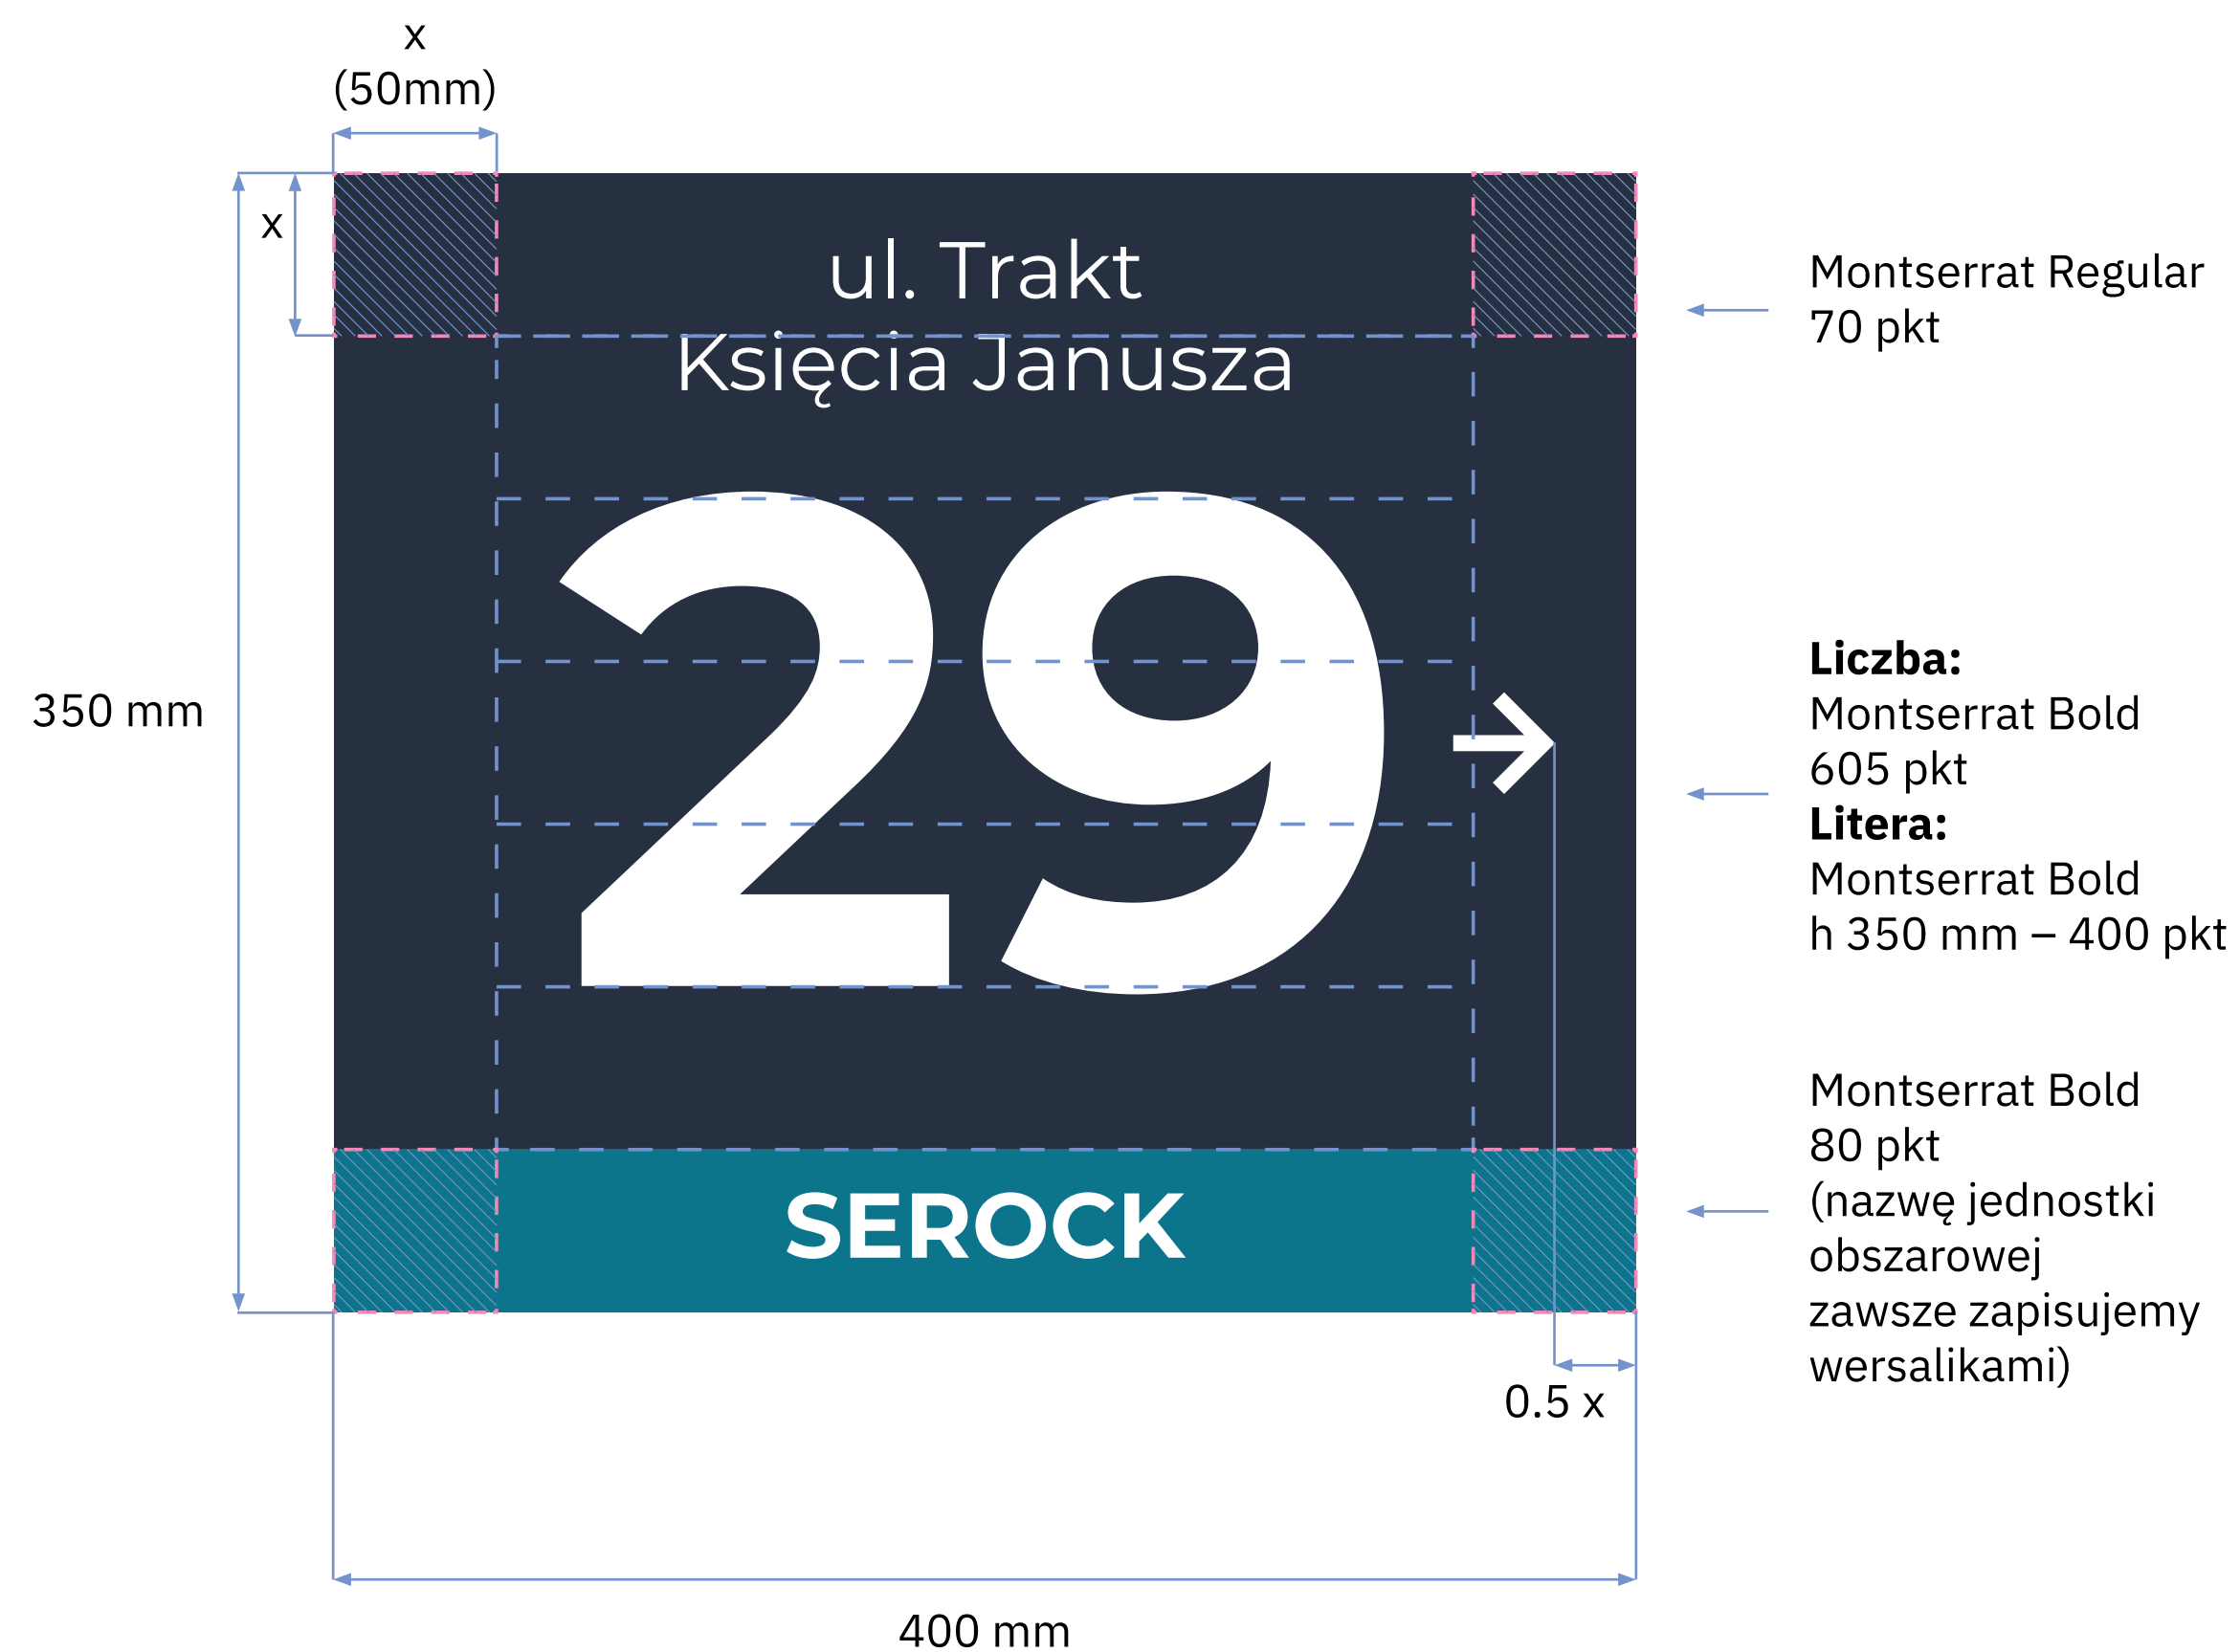 x
(50mm)
x
ul. Trakt
Księcia Janusza
Montserrat Regular
70 pkt
29
350 mm
Liczba:
Montserrat Bold
605 pkt
Litera:
Montserrat Bold
h 350 mm – 400 pkt
SEROCK
Montserrat Bold
80 pkt
(nazwę jednostki
obszarowej
zawsze zapisujemy
wersalikami)
0.5 x
400 mm